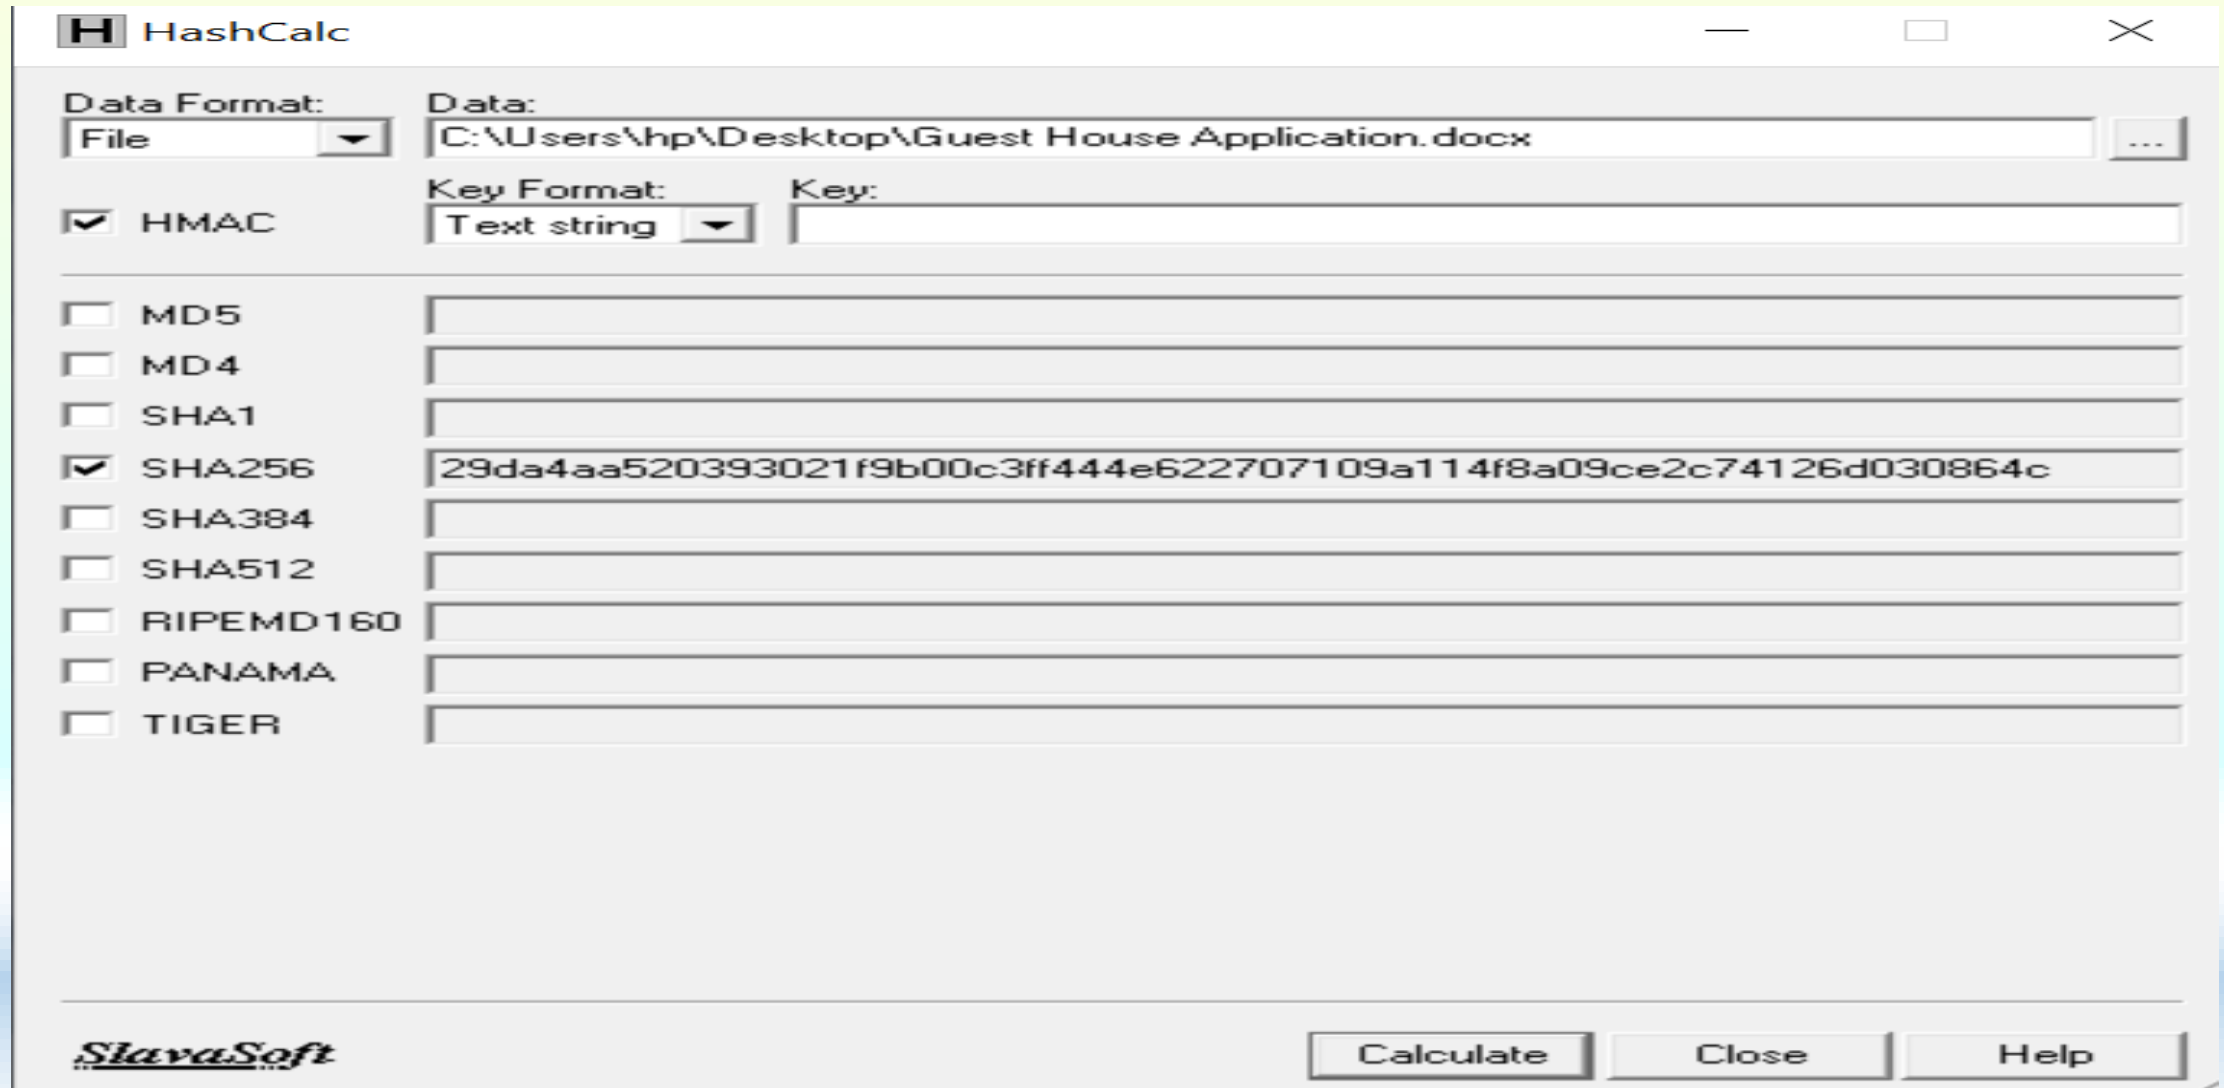 H HashCalc
Data Format: Data:
File C:\Users\hp\Desktop\Guest House Application.docx ...
Key Format: Key:
HMAC Text string
MD5
MD4
SHA1
SHA256 29da4aa520393021f9b00c3ff444e622707109a114f8a09ce2c74126d030864c
SHA384
SHA512
RIPEMD160
PANAMA
TIGER
SlavaSoft Calculate Close Help